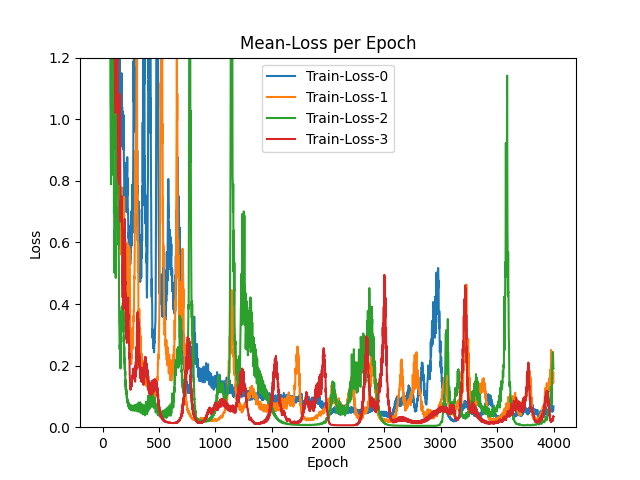 Mean-Loss per Epoch
1.2
1.0
0.8
0.6
0.4
0.2
0.0
Loss
Train-Loss-0
Train-Loss-1
Train-Loss-2
Train-Loss-3
0 500 1000 1500 2000 2500 3000 3500 4000
Epoch